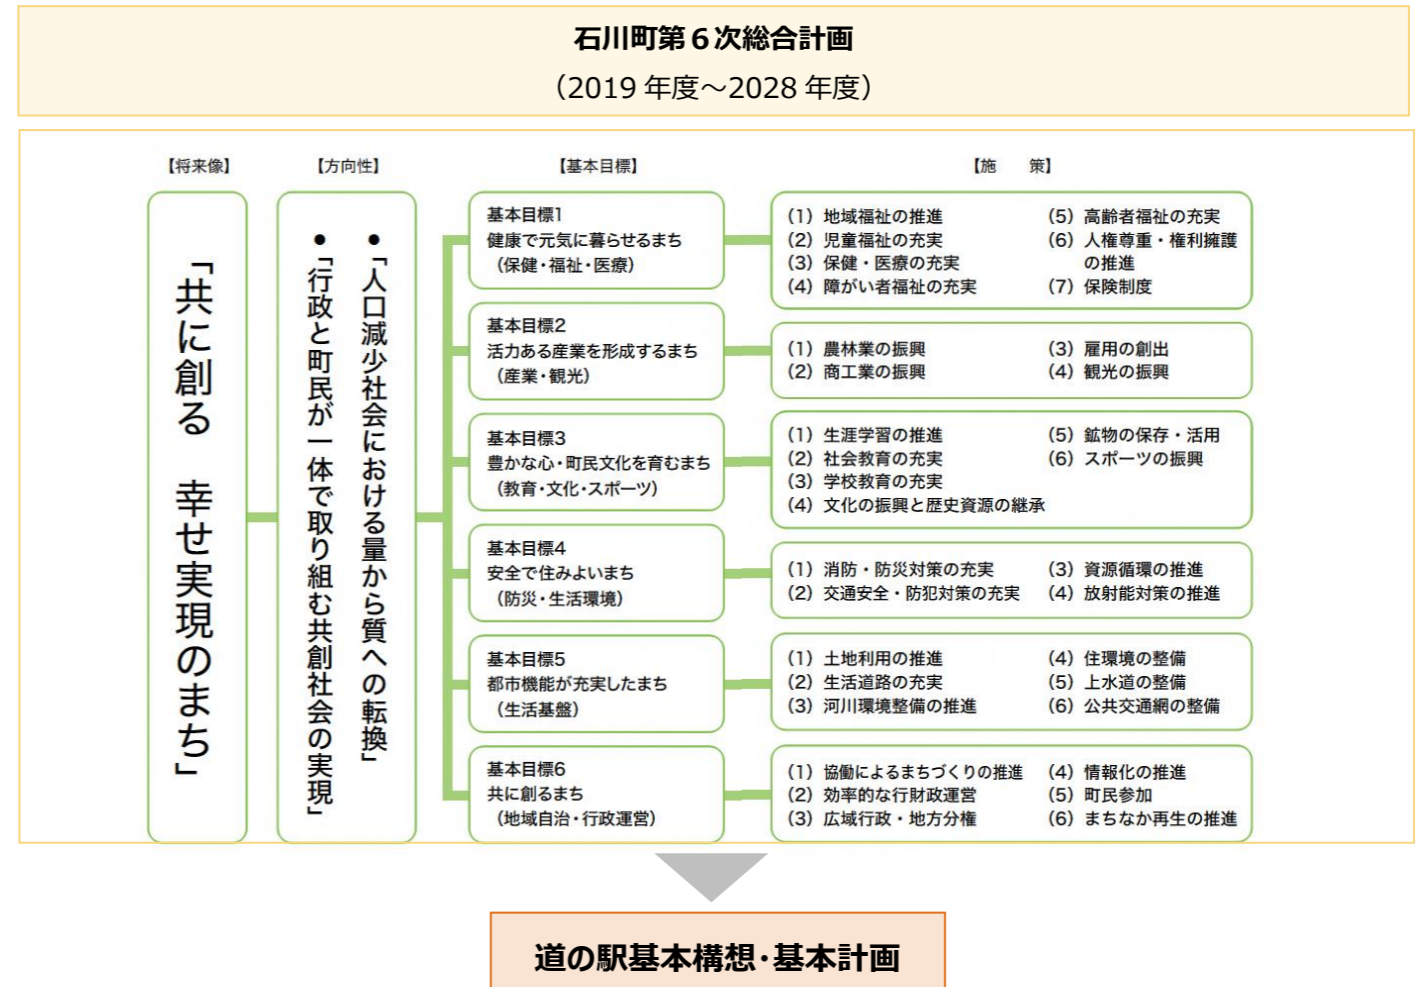 石川町第６次総合計画
（2019 年度～2028 年度）
【将来像】
【方向性】
【基本目標】
【施　策】
「共に創る　幸せ実現のまち」
●「人口減少社会における量から質への転換」
●「行政と町民が一体で取り組む共創社会の実現」
基本目標1
健康で元気に暮らせるまち
（保健・福祉・医療）
（1）地域福祉の推進
（2）児童福祉の充実
（3）保健・医療の充実
（4）障がい者福祉の充実
（5）高齢者福祉の充実
（6）人権尊重・権利擁護
の推進
（7）保険制度
基本目標2
活力ある産業を形成するまち
（産業・観光）
（1）農林業の振興
（2）商工業の振興
（3）雇用の創出
（4）観光の振興
基本目標3
豊かな心・町民文化を育むまち
（教育・文化・スポーツ）
（1）生涯学習の推進
（2）社会教育の充実
（3）学校教育の充実
（4）文化の振興と歴史資源の継承
（5）鉱物の保存・活用
（6）スポーツの振興
基本目標4
安全で住みよいまち
（防災・生活環境）
（1）消防・防災対策の充実
（2）交通安全・防犯対策の充実
（3）資源循環の推進
（4）放射能対策の推進
基本目標5
都市機能が充実したまち
（生活基盤）
（1）土地利用の推進
（2）生活道路の充実
（3）河川環境整備の推進
（4）住環境の整備
（5）上水道の整備
（6）公共交通網の整備
基本目標6
共に創るまち
（地域自治・行政運営）
（1）協働によるまちづくりの推進
（2）効率的な行財政運営
（3）広域行政・地方分権
（4）情報化の推進
（5）町民参加
（6）まちなか再生の推進
道の駅基本構想・基本計画